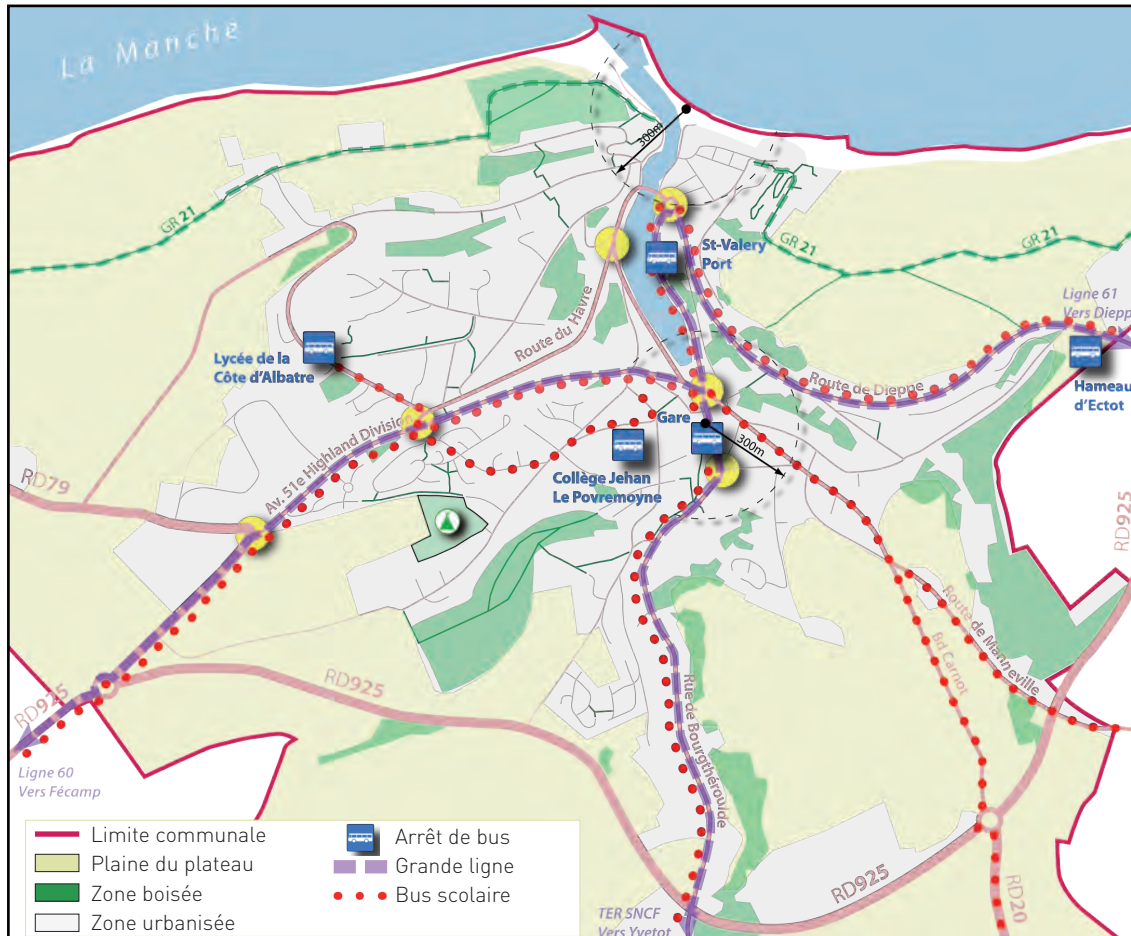 La Manche
300m
GR 21
GR 21
GR 21
St-Valery
Port
Ligne 61
Vers Diepp
Route du Havre
Lycée de la
Côte d'Albatre
Route de Dieppe
Hameau
d'Ectot
Gare
300m
Av. 51e Highland Division
Collège Jehan
Le Povremoyne
RD79
RD925
Route de Manneville
Bd Carnot
RD925
RD925
Rue de Bourgthéroulde
Ligne 60
Vers Fécamp
RD925
RD20
TER SNCF
Vers Yvetot
Limite communale
Plaine du plateau
Zone boisée
Zone urbanisée
Arrêt de bus
Grande ligne
Bus scolaire